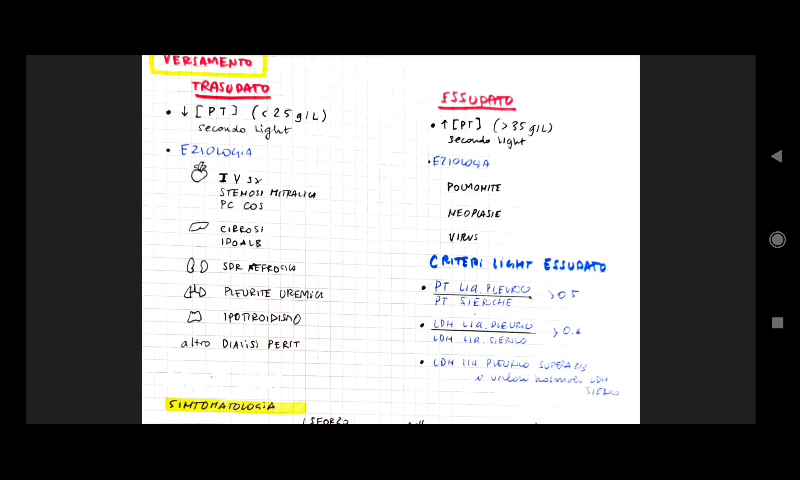 VERSAMENTO
TRASUDATO
• ↓ [PT] (<25 g/L)
secondo light
• EZIOLOGIA
I V SX
STENOSI MITRALICA
PC COS
CIRROSI
IPOALB
SDR NEFROSICA
PLEURITE UREMICA
IPOTIROIDISMO
altro DIALISI PERIT
ESSUDATO
• ↑ [PT] (>35 g/L)
secondo light
• EZIOLOGIA
POLMONITE
NEOPLASIE
VIRUS
CRITERI LIGHT ESSUDATO
• PT LIQ. PLEURICO
PT SIERICHE
> 0.5
• LDH LIQ. PLEURICO
LDH LIQ. SIERICO
> 0.6
• LDH LIQ PLEURICO SUPERA 2/3
i valori normali LDH
SIERICO
SINTOMATOLOGIA
SFORZO